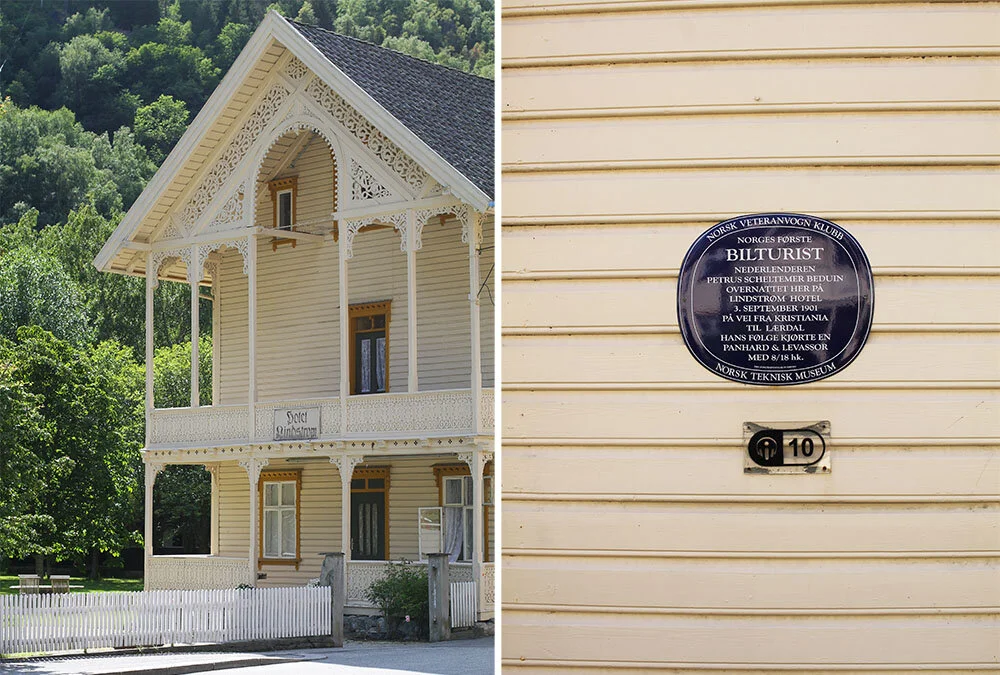 Hotel
Lindstrøm
NORSK VETERANVOGN KLUBB
NORGES FØRSTE
BILTURIST
NEDERLENDEREN
PETRUS SCHELTEMER BEDUIN
OVERNATTET HER PÅ
LINDSTRØM HOTEL
3. SEPTEMBER 1901
PÅ VEI FRA KRISTIANIA
TIL LÆRDAL
HANS FØLGE KJØRTE EN
PANHARD & LEVASSOR
MED 8/18 hk.
NORSK TEKNISK MUSEUM
10